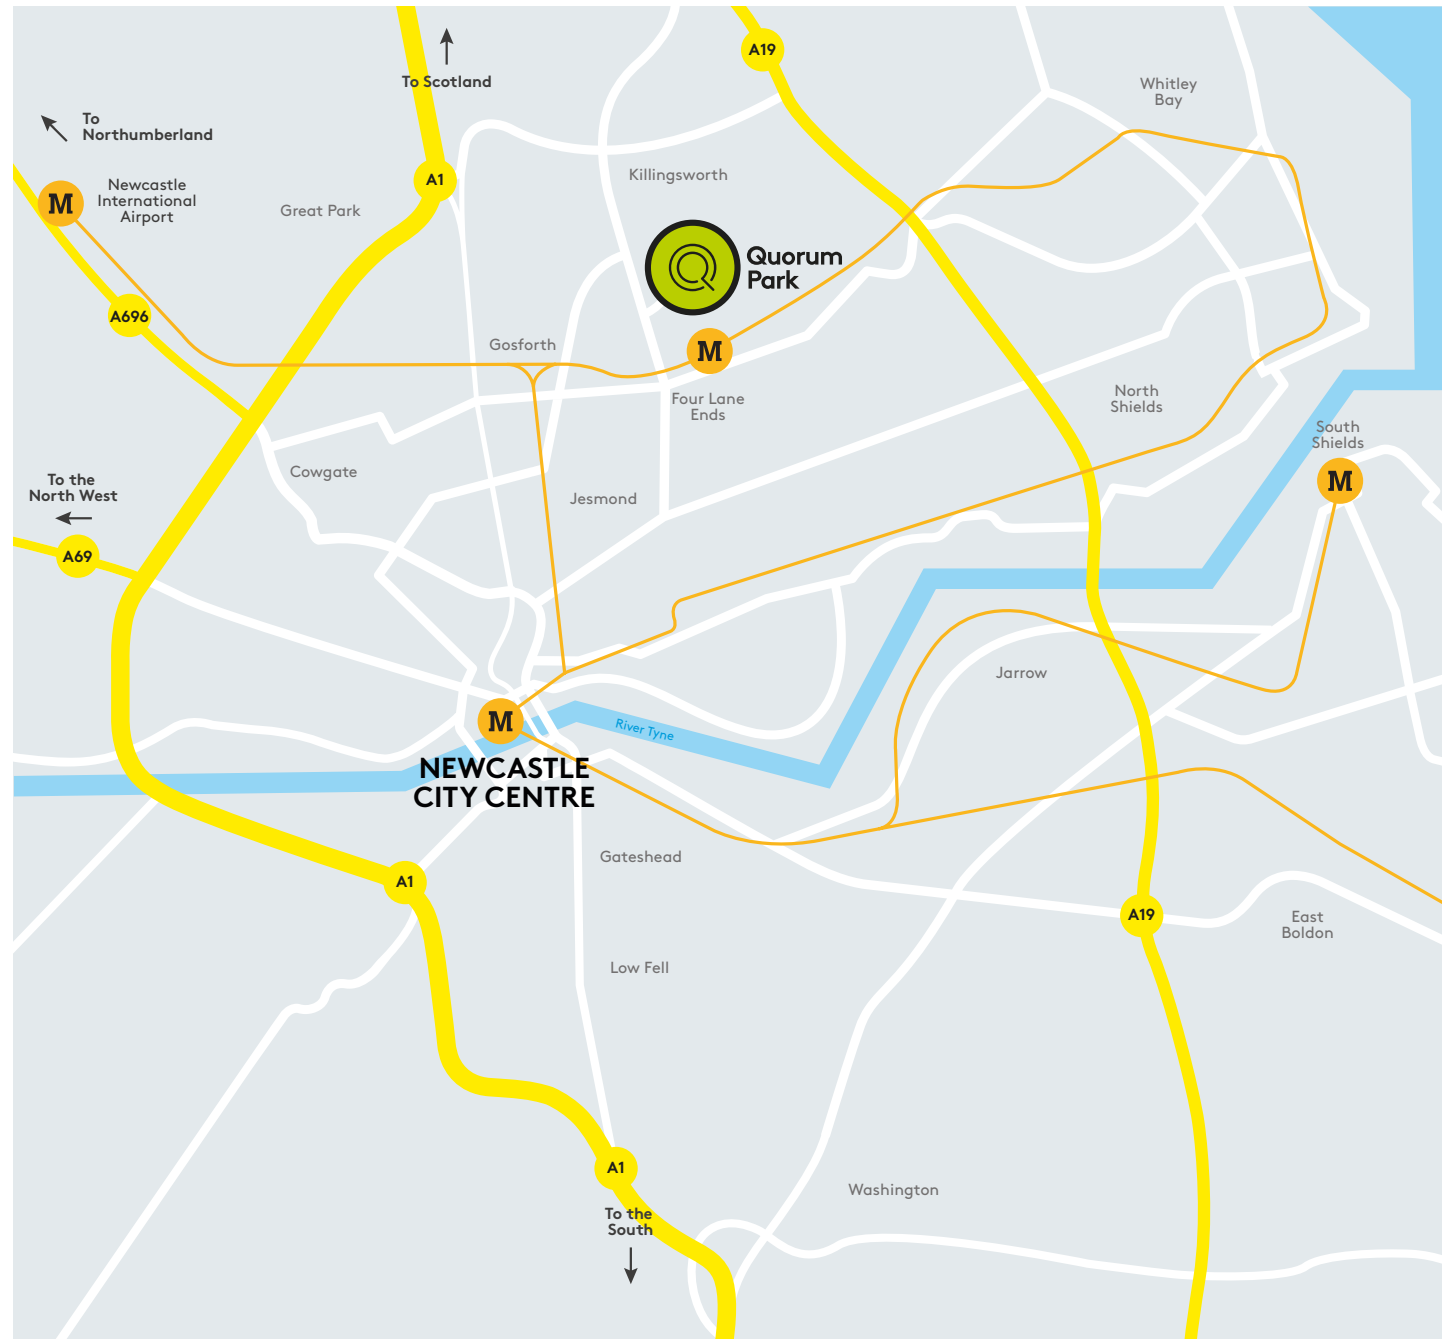 A19
To Scotland
Whitley
Bay
To
Northumberland
A1
Killingsworth
Newcastle
International
Airport
M
Great Park
Quorum
Park
A696
Gosforth
M
Four Lane
Ends
North
Shields
South
Shields
M
Cowgate
To the
North West
Jesmond
A69
Jarrow
M
River Tyne
NEWCASTLE
CITY CENTRE
Gateshead
A1
A19
East
Boldon
Low Fell
A1
Washington
To the
South